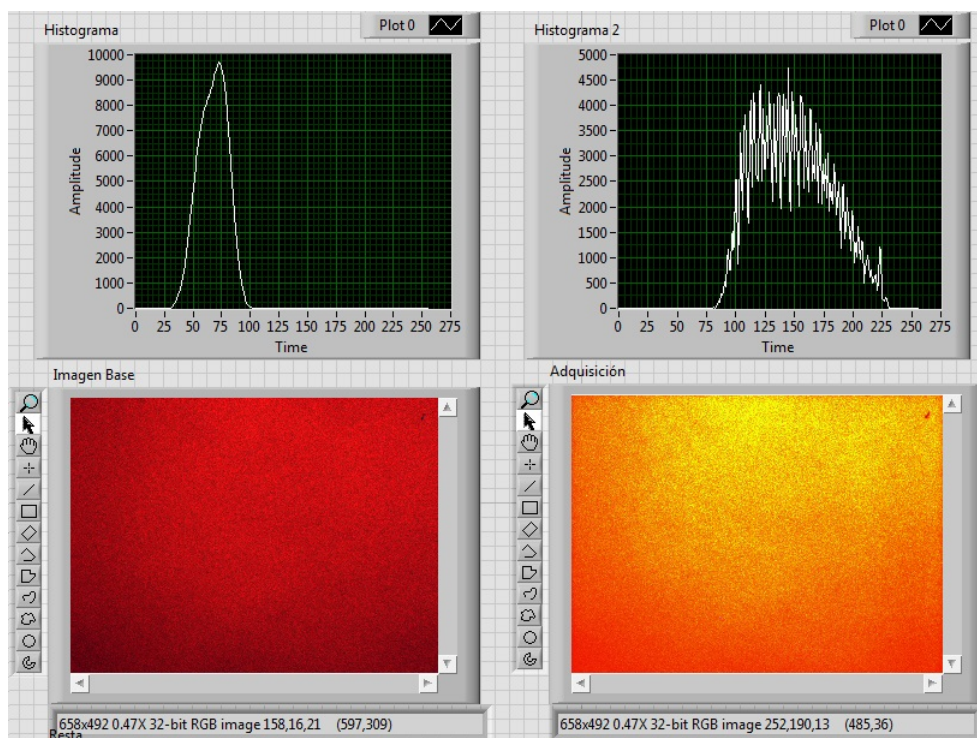 Histograma
Plot 0
10000
9000
8000
7000
6000
5000
4000
3000
2000
1000
0
Amplitude
0 25 50 75 100 125 150 175 200 225 250 275
Time
Histograma 2
Plot 0
5000
4500
4000
3500
3000
2500
2000
1500
1000
500
0
Amplitude
0 25 50 75 100 125 150 175 200 225 250 275
Time
Imagen Base
658x492 0.47X 32-bit RGB image 158,16,21 (597,309)
Resta
Adquisición
658x492 0.47X 32-bit RGB image 252,190,13 (485,36)